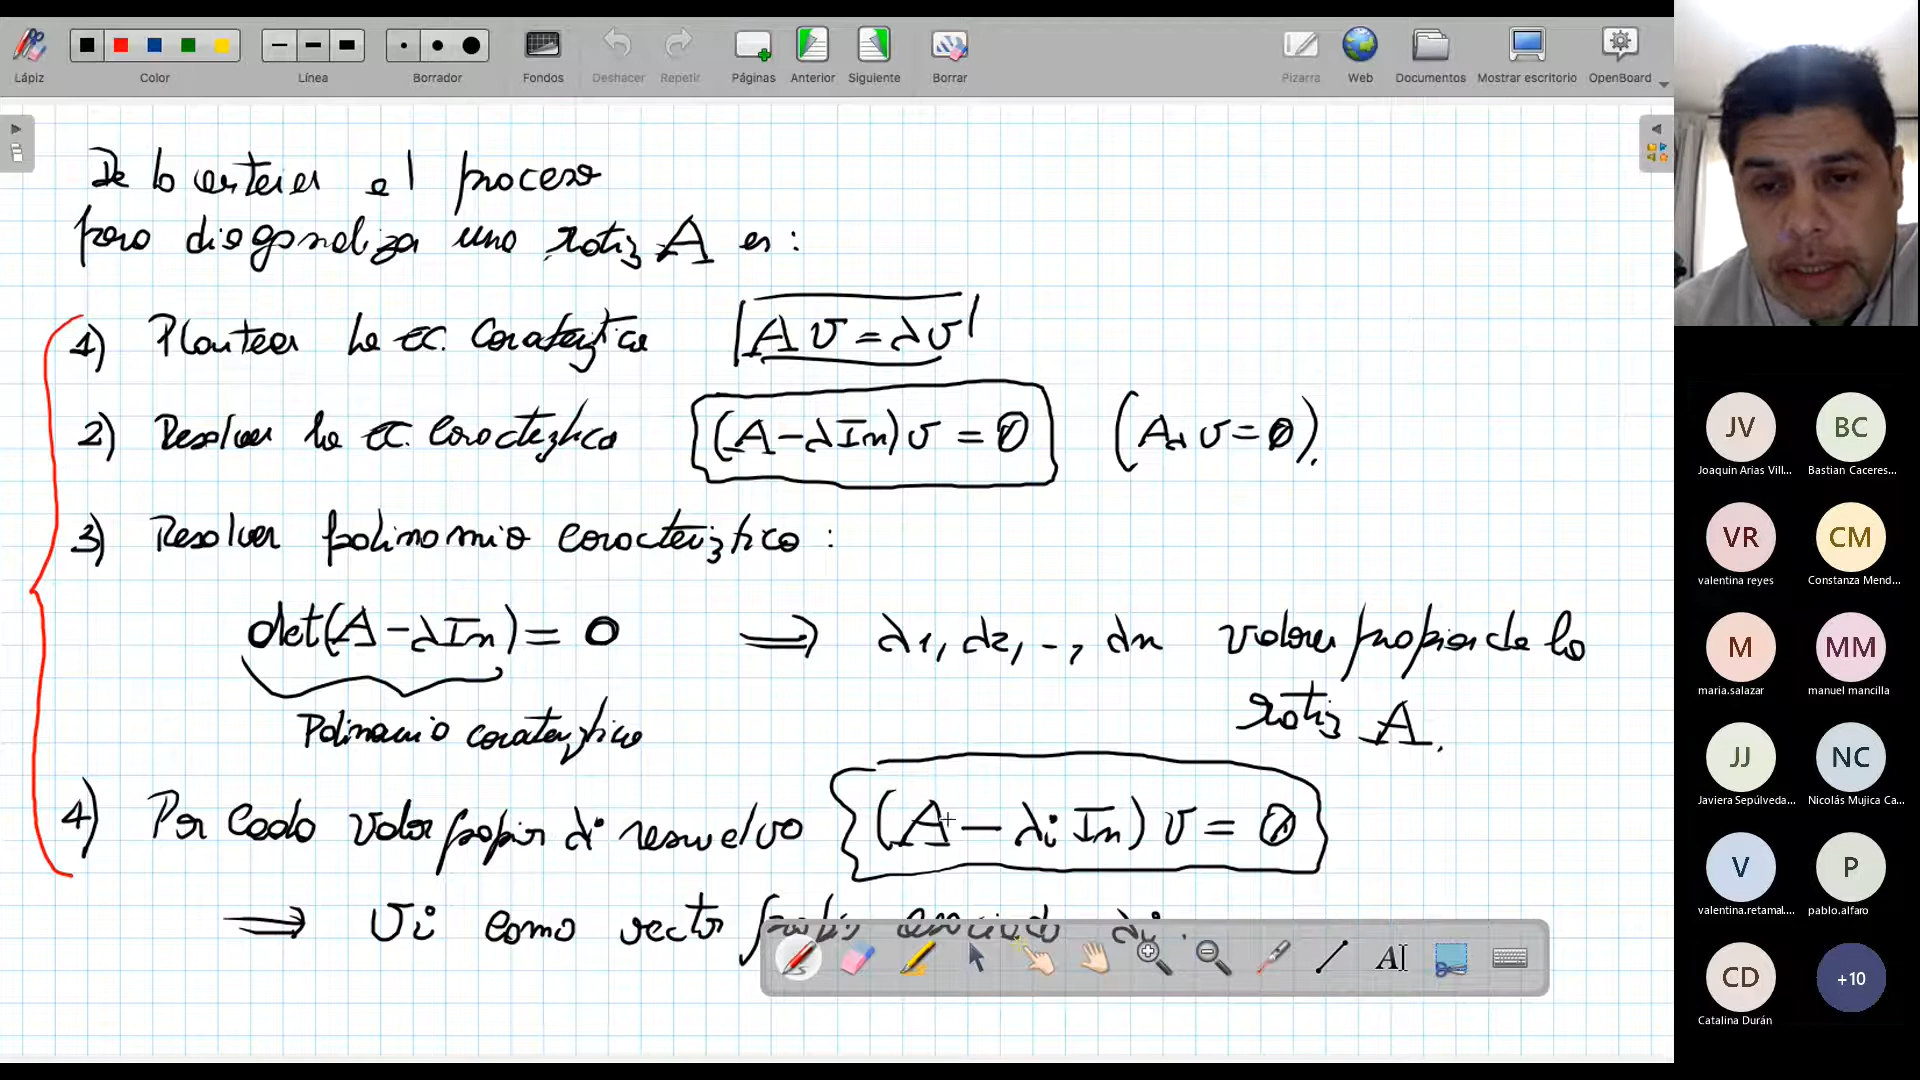 Lápiz Color Línea Borrador Fondos Deshacer Repetir Páginas Anterior Siguiente Borrar Pizarra Web Documentos Mostrar escritorio OpenBoard
De lo anterior el proceso
para diagonalizar una matriz A es:
1) Plantear la ec. Característica A v = λv
2) Resolver la ec. Característica (A-λIn)v = 0 (Aλ v=0).
3) Resolver polinomio característico:
det(A-λIn) = 0 ⟹ λ1, λ2, .., λn valores propios de la
matriz A.
Polinomio característico
4) Por Cada valor propio λi resuelvo (A - λi In) v = 0
⟹ vi como vector propio asociado λi.
JV BC
Joaquin Arias Vill... Bastian Caceres...
VR CM
valentina reyes Constanza Mend...
M MM
maria.salazar manuel mancilla
JJ NC
Javiera Sepúlveda... Nicolás Mujica Ca...
V P
valentina.retamal.... pablo.alfaro
CD +10
Catalina Durán